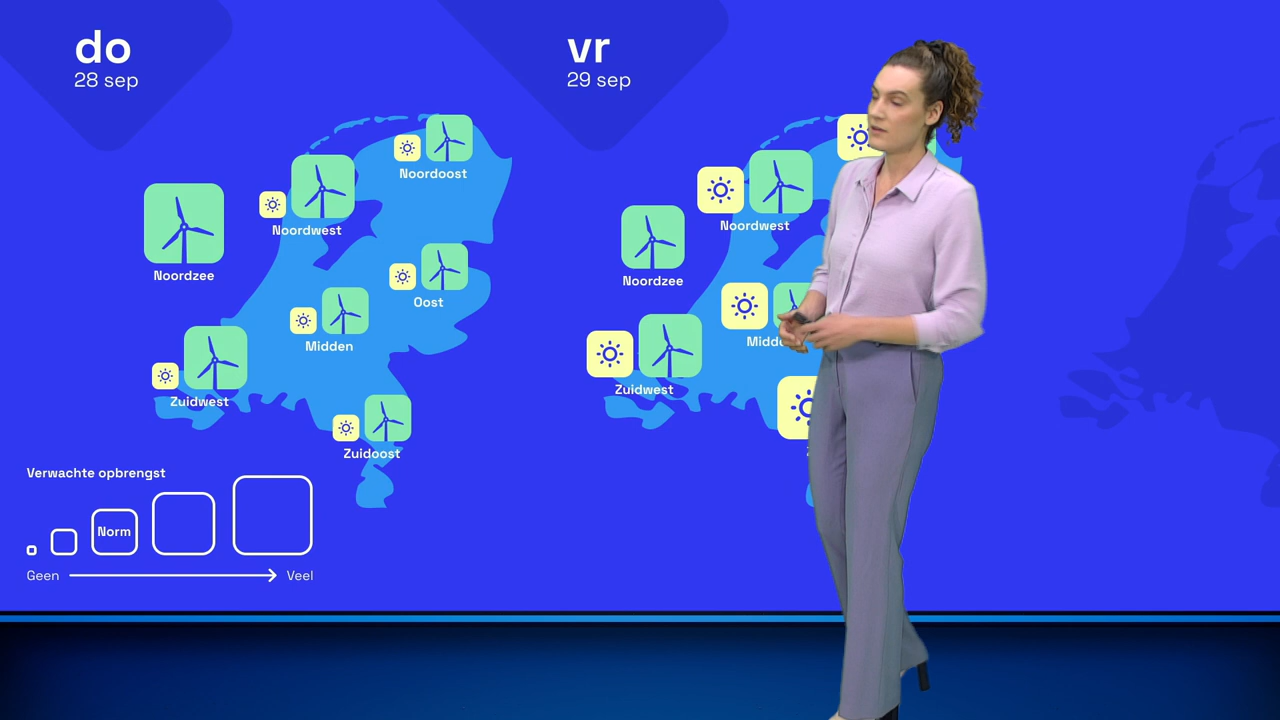 do
28 sep
vr
29 sep
Noordoost
Noordwest
Noordzee
Oost
Midden
Zuidwest
Zuidoost
Noordwest
Noordzee
Zuidwest
Verwachte opbrengst
Norm
Geen
Veel